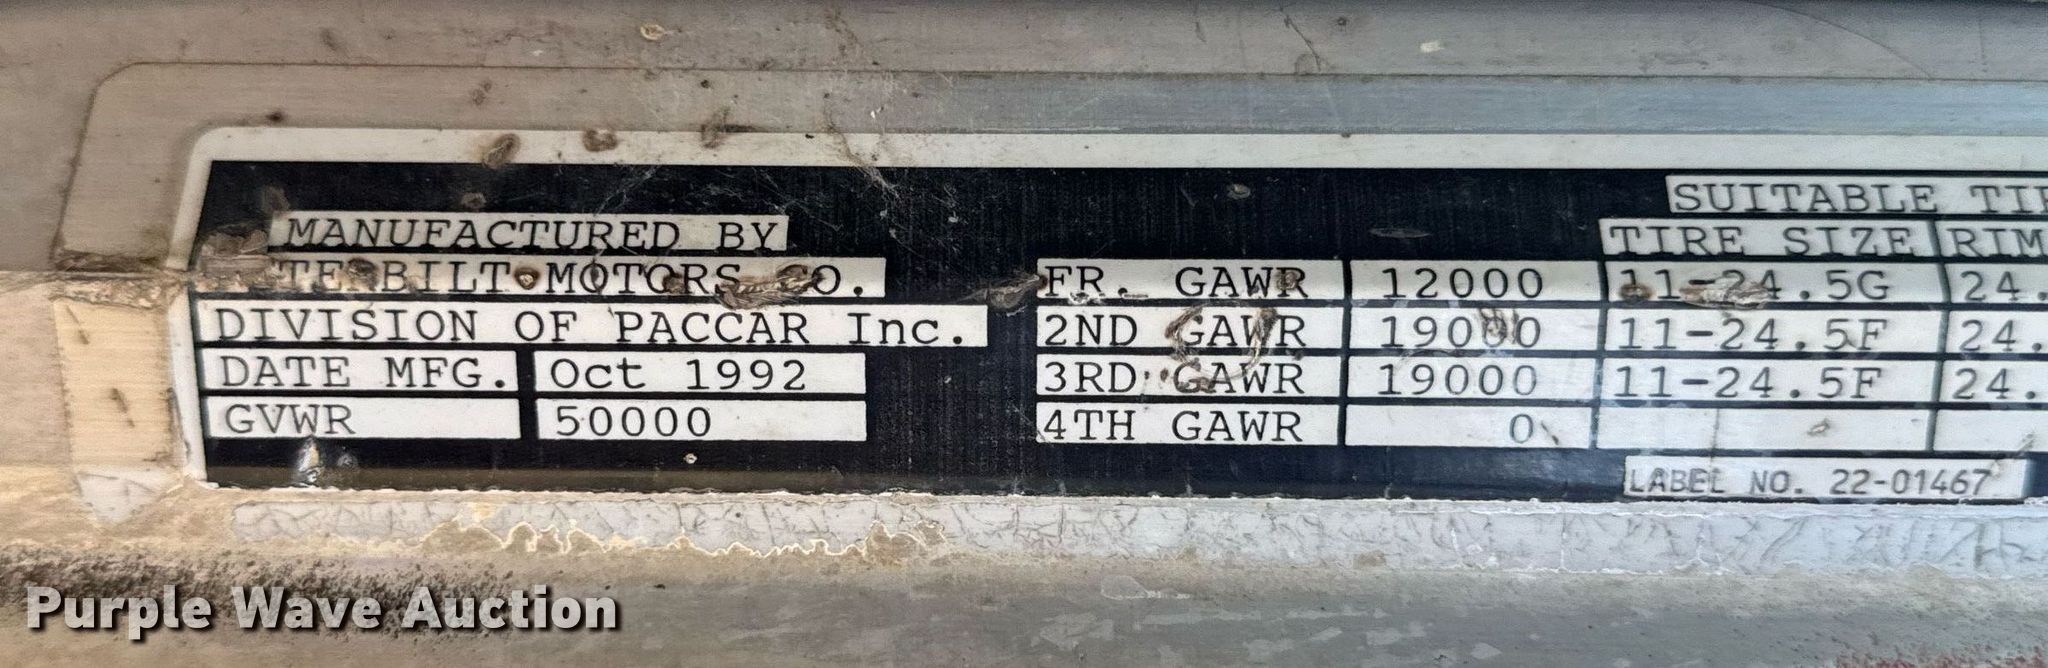 MANUFACTURED BY
PETERBILT MOTORS CO.
DIVISION OF PACCAR Inc.
DATE MFG. Oct 1992
GVWR 50000
SUITABLE TIR
TIRE SIZE RIM
FR. GAWR 12000 11-24.5G 24.
2ND GAWR 19000 11-24.5F 24.
3RD GAWR 19000 11-24.5F 24.
4TH GAWR 0
LABEL NO. 22-01467
Purple Wave Auction